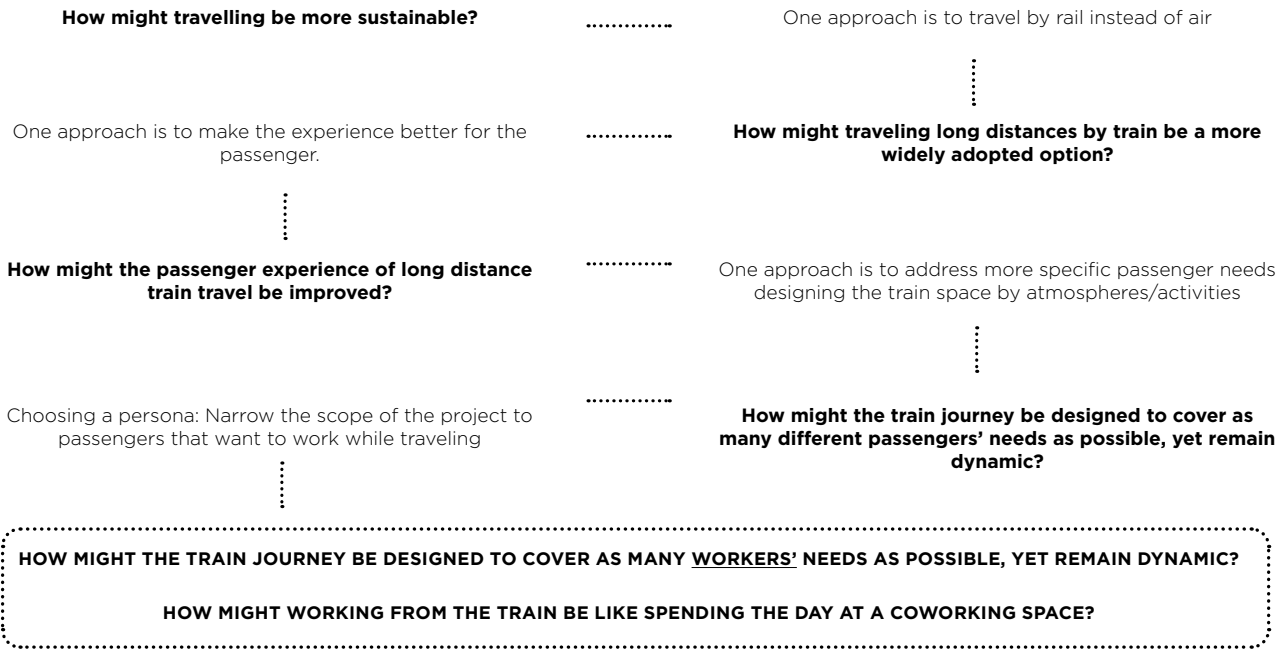 How might travelling be more sustainable?
One approach is to travel by rail instead of air
One approach is to make the experience better for the
passenger.
How might traveling long distances by train be a more
widely adopted option?
How might the passenger experience of long distance
train travel be improved?
One approach is to address more specific passenger needs
designing the train space by atmospheres/activities
Choosing a persona: Narrow the scope of the project to
passengers that want to work while traveling
How might the train journey be designed to cover as
many different passengers’ needs as possible, yet remain
dynamic?
HOW MIGHT THE TRAIN JOURNEY BE DESIGNED TO COVER AS MANY WORKERS’ NEEDS AS POSSIBLE, YET REMAIN DYNAMIC?
HOW MIGHT WORKING FROM THE TRAIN BE LIKE SPENDING THE DAY AT A COWORKING SPACE?